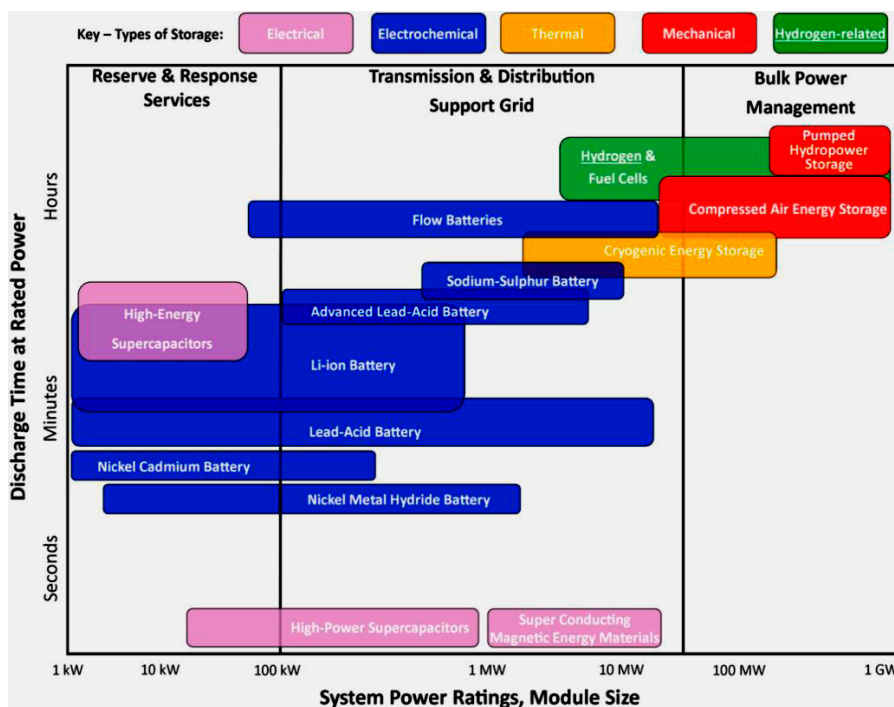 Key – Types of Storage:
Electrical
Electrochemical
Thermal
Mechanical
Hydrogen-related
Reserve & Response
Services
Transmission & Distribution
Support Grid
Bulk Power
Management
Pumped
Hydropower
Storage
Hydrogen &
Fuel Cells
Compressed Air Energy Storage
Flow Batteries
Cryogenic Energy Storage
Sodium-Sulphur Battery
Advanced Lead-Acid Battery
High-Energy
Supercapacitors
Li-ion Battery
Lead-Acid Battery
Nickel Cadmium Battery
Nickel Metal Hydride Battery
High-Power Supercapacitors
Super Conducting
Magnetic Energy Materials
Discharge Time at Rated Power
Hours
Minutes
Seconds
1 kW
10 kW
100 kW
1 MW
10 MW
100 MW
1 GW
System Power Ratings, Module Size